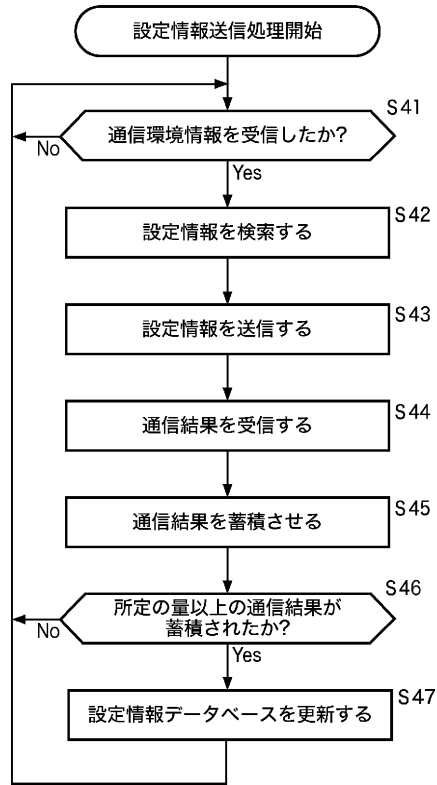 設定情報送信処理開始
S41
通信環境情報を受信したか?
No
Yes
S42
設定情報を検索する
S43
設定情報を送信する
S44
通信結果を受信する
S45
通信結果を蓄積させる
S46
所定の量以上の通信結果が
蓄積されたか?
No
Yes
S47
設定情報データベースを更新する